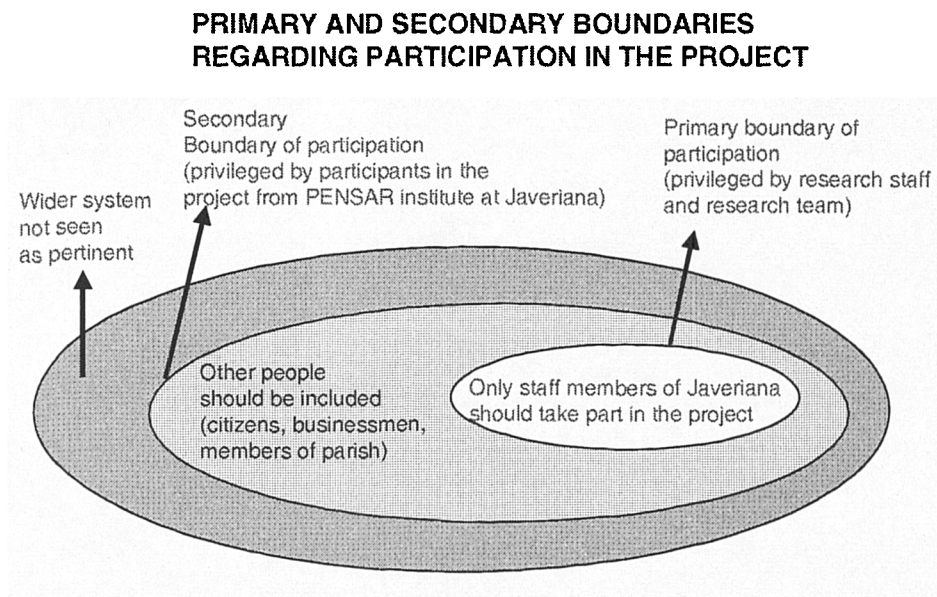 PRIMARY AND SECONDARY BOUNDARIES
REGARDING PARTICIPATION IN THE PROJECT
Secondary
Boundary of participation
(privileged by participants in the
project from PENSAR institute at Javeriana)
Primary boundary of
participation
(privileged by research staff
and research team)
Wider system
not seen
as pertinent
Other people
should be included
(citizens, businessmen,
members of parish)
Only staff members of Javeriana
should take part in the project